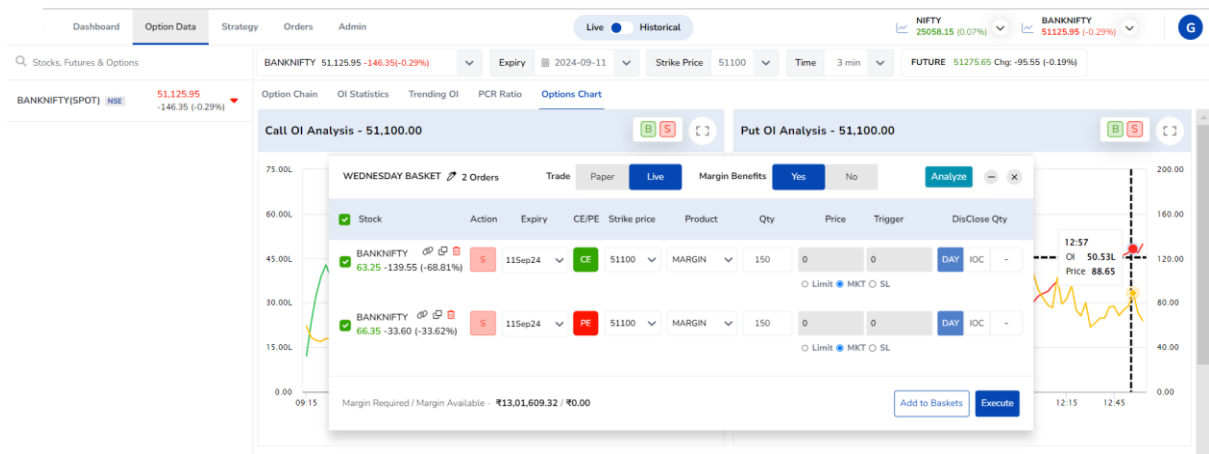 Dashboard Option Data Strategy Orders Admin Live Historical NIFTY BANKNIFTY
25058.15 (0.07%) 51125.95 (-0.29%) G
Stocks, Futures & Options BANKNIFTY 51,125.95 -146.35(-0.29%) Expiry 2024-09-11 Strike Price 51100 Time 3 min FUTURE 51275.65 Chg: -95.55 (-0.19%)
BANKNIFTY(SPOT) NSE 51,125.95
-146.35 (-0.29%)
Option Chain OI Statistics Trending OI PCR Ratio Options Chart
Call OI Analysis - 51,100.00 B S Put OI Analysis - 51,100.00 B S
75.00L 200.00
WEDNESDAY BASKET 2 Orders Trade Paper Live Margin Benefits Yes No Analyze
60.00L 160.00
Stock Action Expiry CE/PE Strike price Product Qty Price Trigger DisClose Qty
12:57
OI 50.53L
Price 88.65
45.00L 120.00
BANKNIFTY
63.25 -139.55 (-68.81%) S 11Sep24 CE 51100 MARGIN 150 0 0 DAY IOC -
Limit MKT SL
30.00L 80.00
BANKNIFTY
66.35 -33.60 (-33.62%) S 11Sep24 PE 51100 MARGIN 150 0 0 DAY IOC -
Limit MKT SL
15.00L 40.00
0.00 0.00
Margin Required / Margin Available - ₹13,01,609.32 / ₹0.00 Add to Baskets Execute
09:15 12:15 12:45